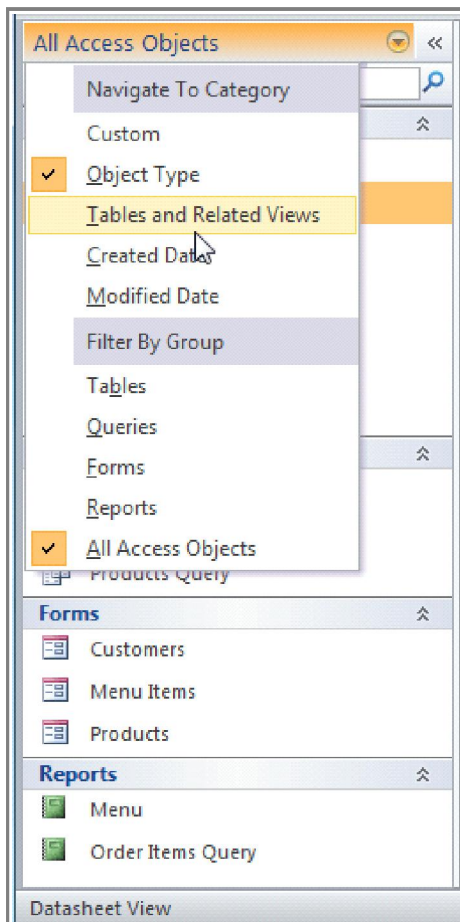 All Access Objects
Navigate To Category
Custom
Object Type
Tables and Related Views
Created Date
Modified Date
Filter By Group
Tables
Queries
Forms
Reports
All Access Objects
Products Query
Forms
Customers
Menu Items
Products
Reports
Menu
Order Items Query
Datasheet View